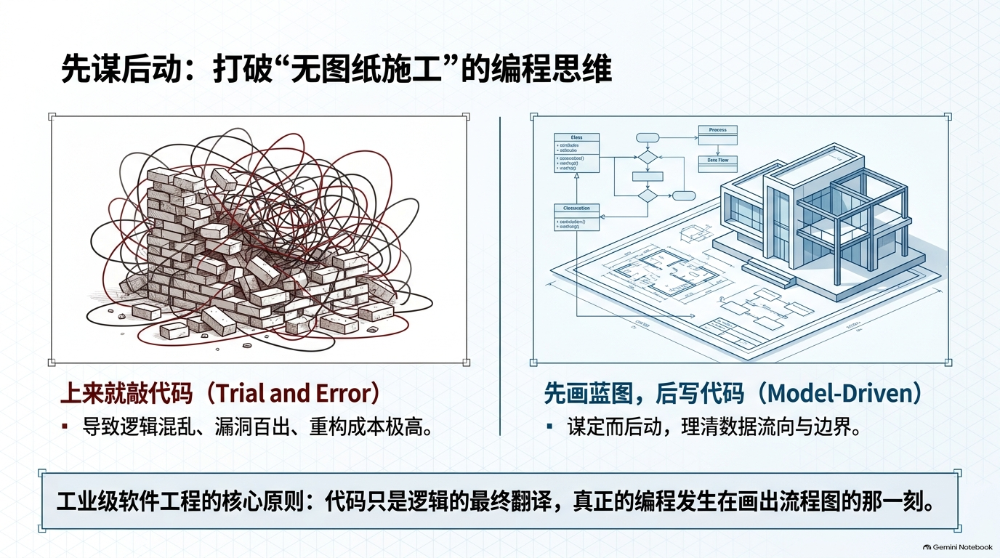 先谋后动：打破“无图纸施工”的编程思维
Class
Process
Data Flow
上来就敲代码（Trial and Error）
▪ 导致逻辑混乱、漏洞百出、重构成本极高。
先画蓝图，后写代码（Model-Driven）
▪ 谋定而后动，理清数据流向与边界。
工业级软件工程的核心原则：代码只是逻辑的最终翻译，真正的编程发生在画出流程图的那一刻。
Gemini Notebook